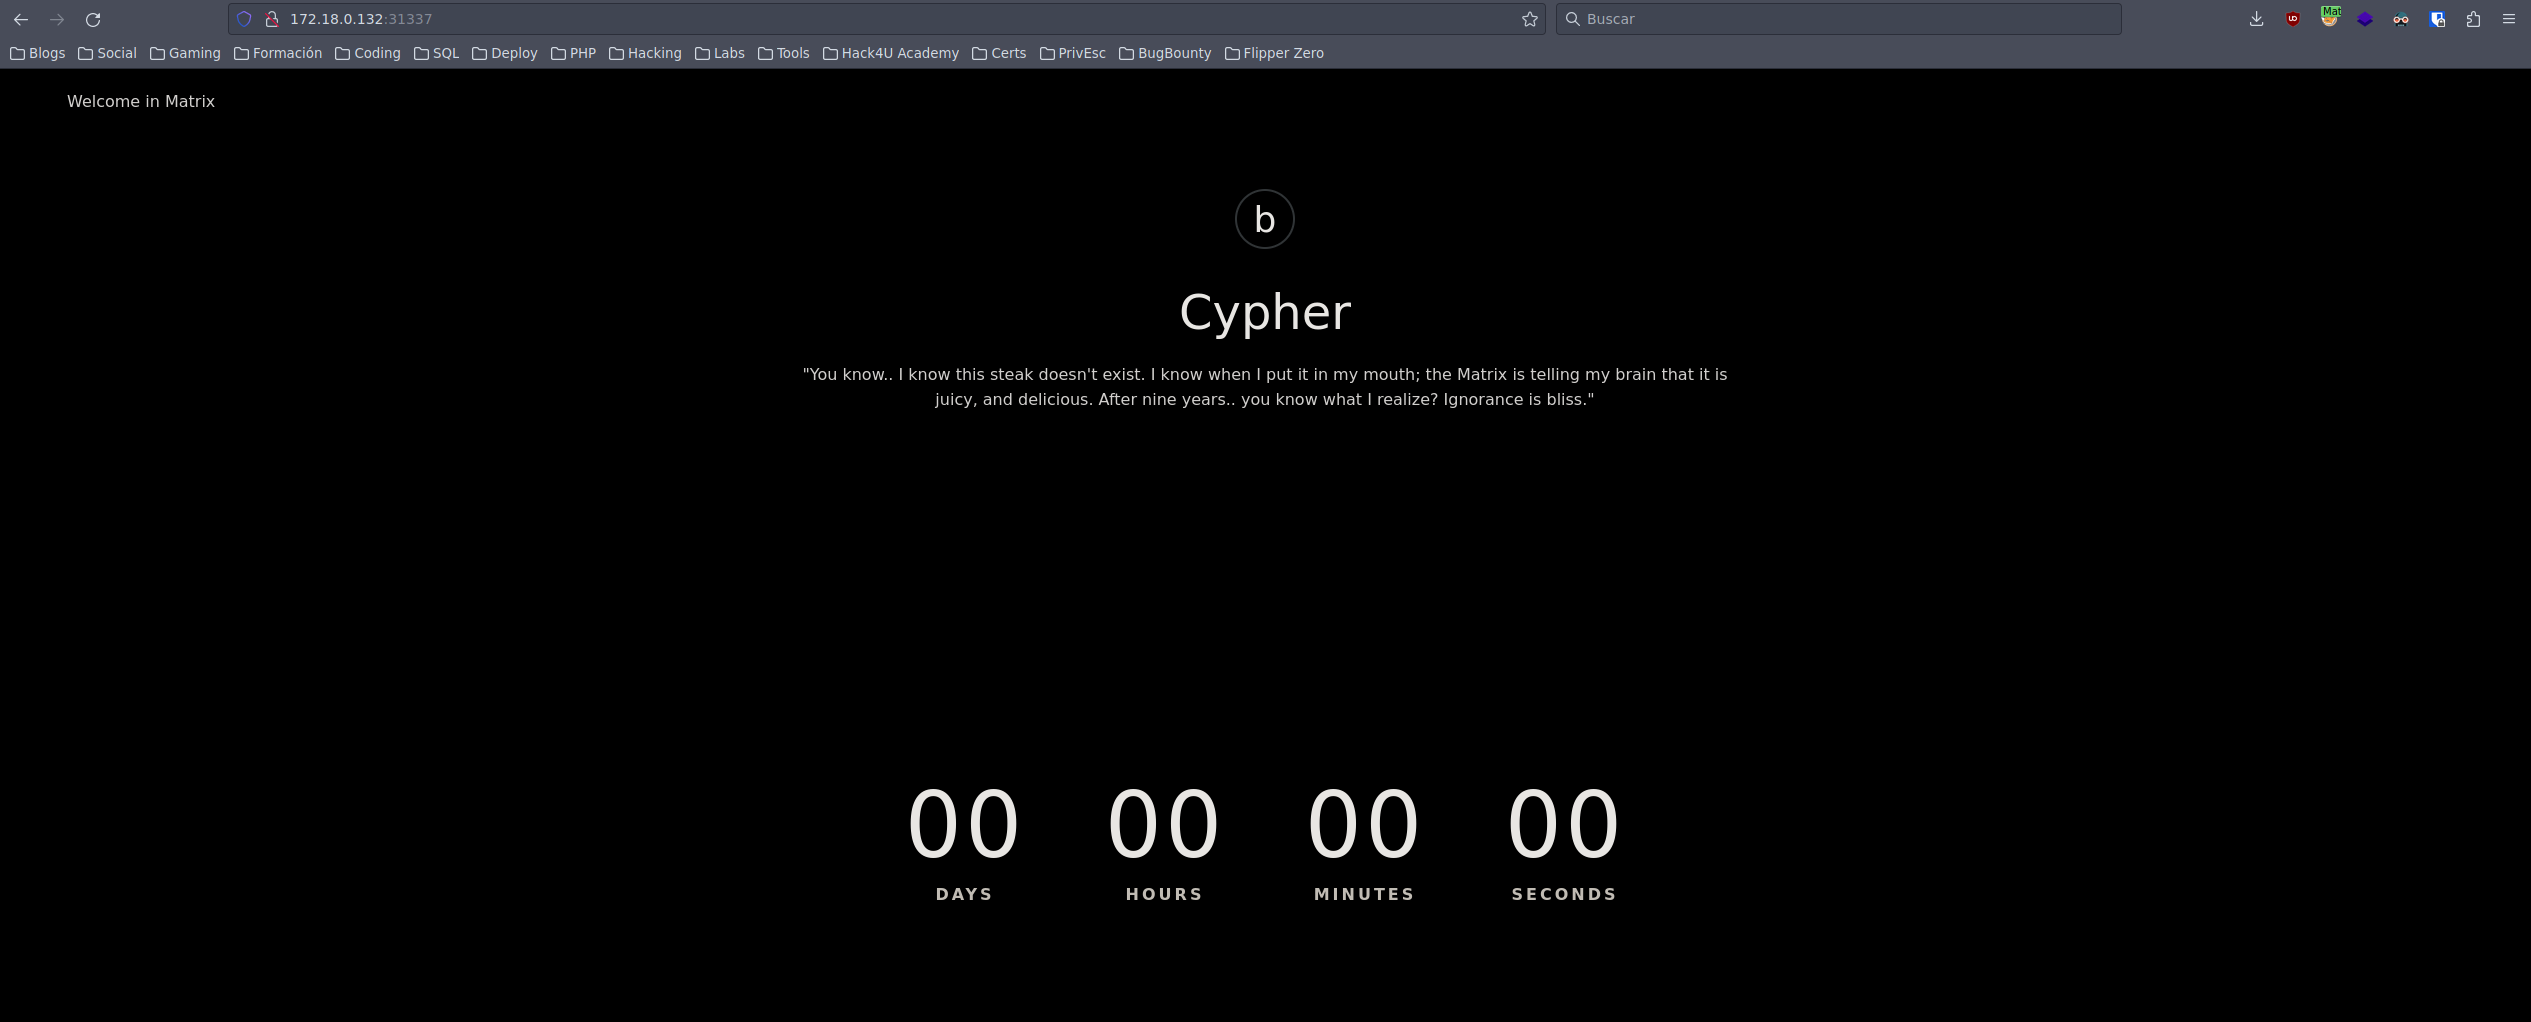 172.18.0.132:31337
Buscar
Mat
Blogs Social Gaming Formación Coding SQL Deploy PHP Hacking Labs Tools Hack4U Academy Certs PrivEsc BugBounty Flipper Zero
Welcome in Matrix
b
Cypher
"You know.. I know this steak doesn't exist. I know when I put it in my mouth; the Matrix is telling my brain that it is
juicy, and delicious. After nine years.. you know what I realize? Ignorance is bliss."
00 00 00 00
DAYS HOURS MINUTES SECONDS